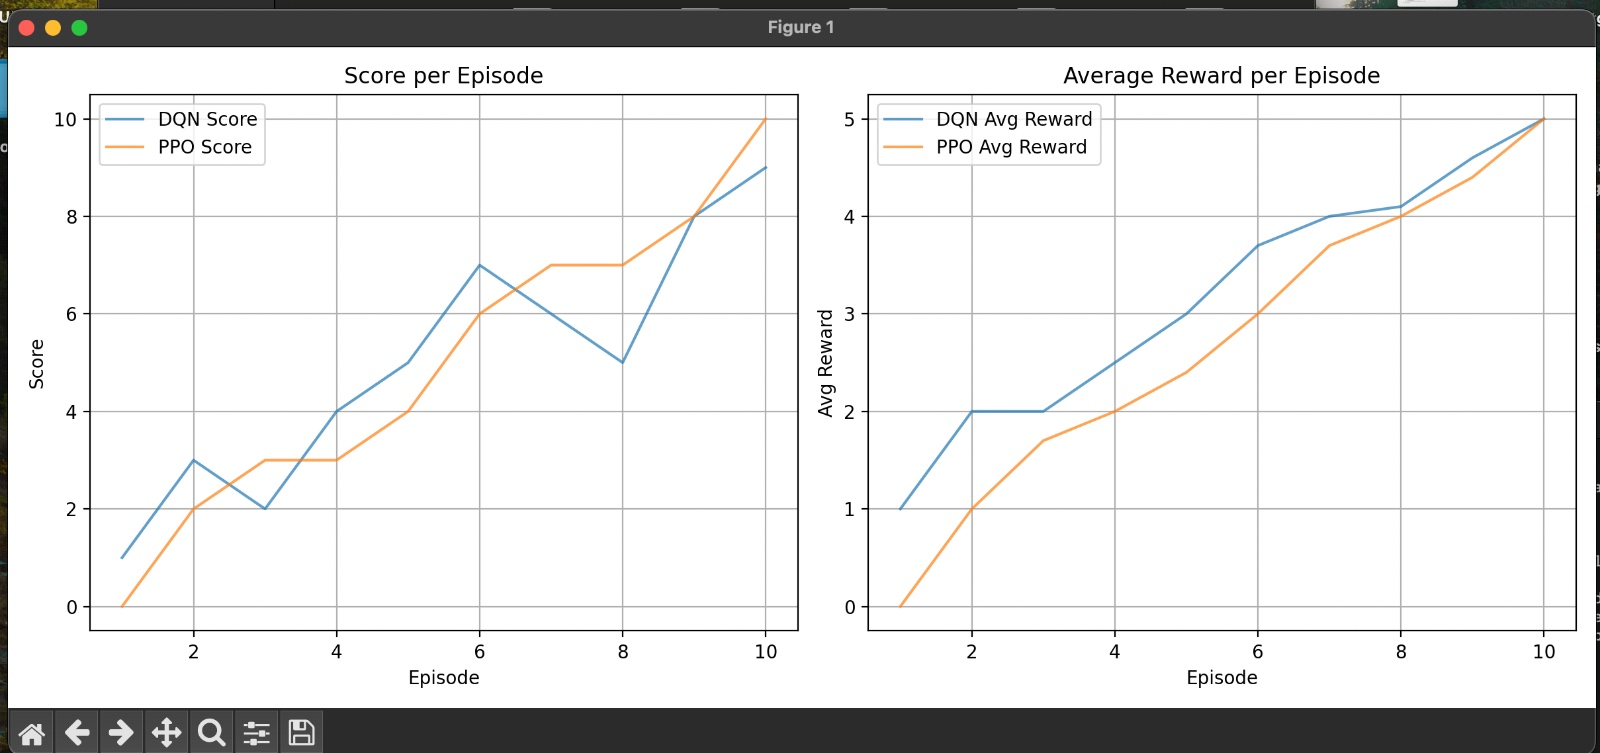 Figure 1
Score per Episode
DQN Score
PPO Score
10
8
6
4
2
0
Score
2 4 6 8 10
Episode
Average Reward per Episode
DQN Avg Reward
PPO Avg Reward
5
4
3
2
1
0
Avg Reward
2 4 6 8 10
Episode